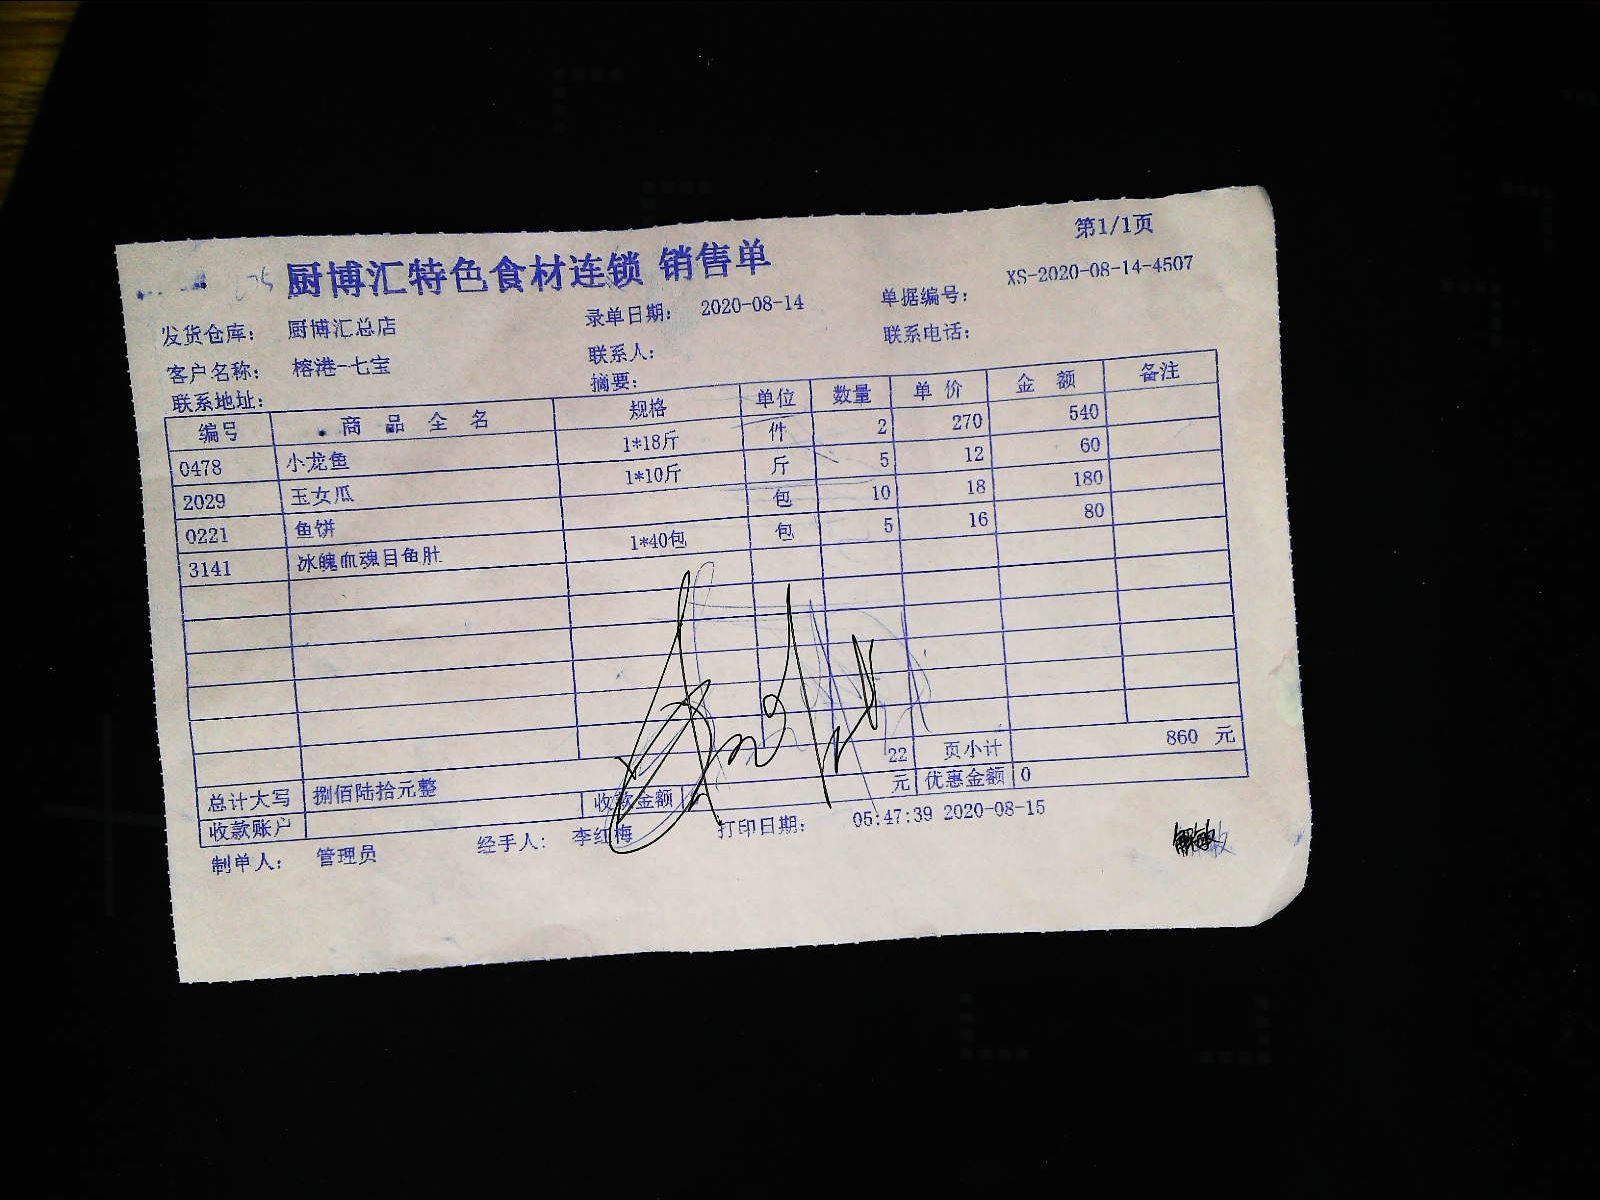 第1/1页
厨博汇特色食材连锁 销售单
发货仓库： 厨博汇总店 录单日期： 2020-08-14 单据编号： XS-2020-08-14-4507
客户名称： 榕港-七宝 联系人： 联系电话：
联系地址： 摘要：
编号 商品全名 规格 单位 数量 单价 金额 备注
0478 小龙鱼 1*18斤 件 2 270 540
2029 玉女瓜 1*10斤 斤 5 12 60
0221 鱼饼 包 10 18 180
3141 冰魄血魂目鱼肚 1*40包 包 5 16 80
22 页小计 860 元
总计大写 捌佰陆拾元整 收款金额 元 优惠金额 0
收款账户
制单人： 管理员 经手人： 李红梅 打印日期： 05:47:39 2020-08-15